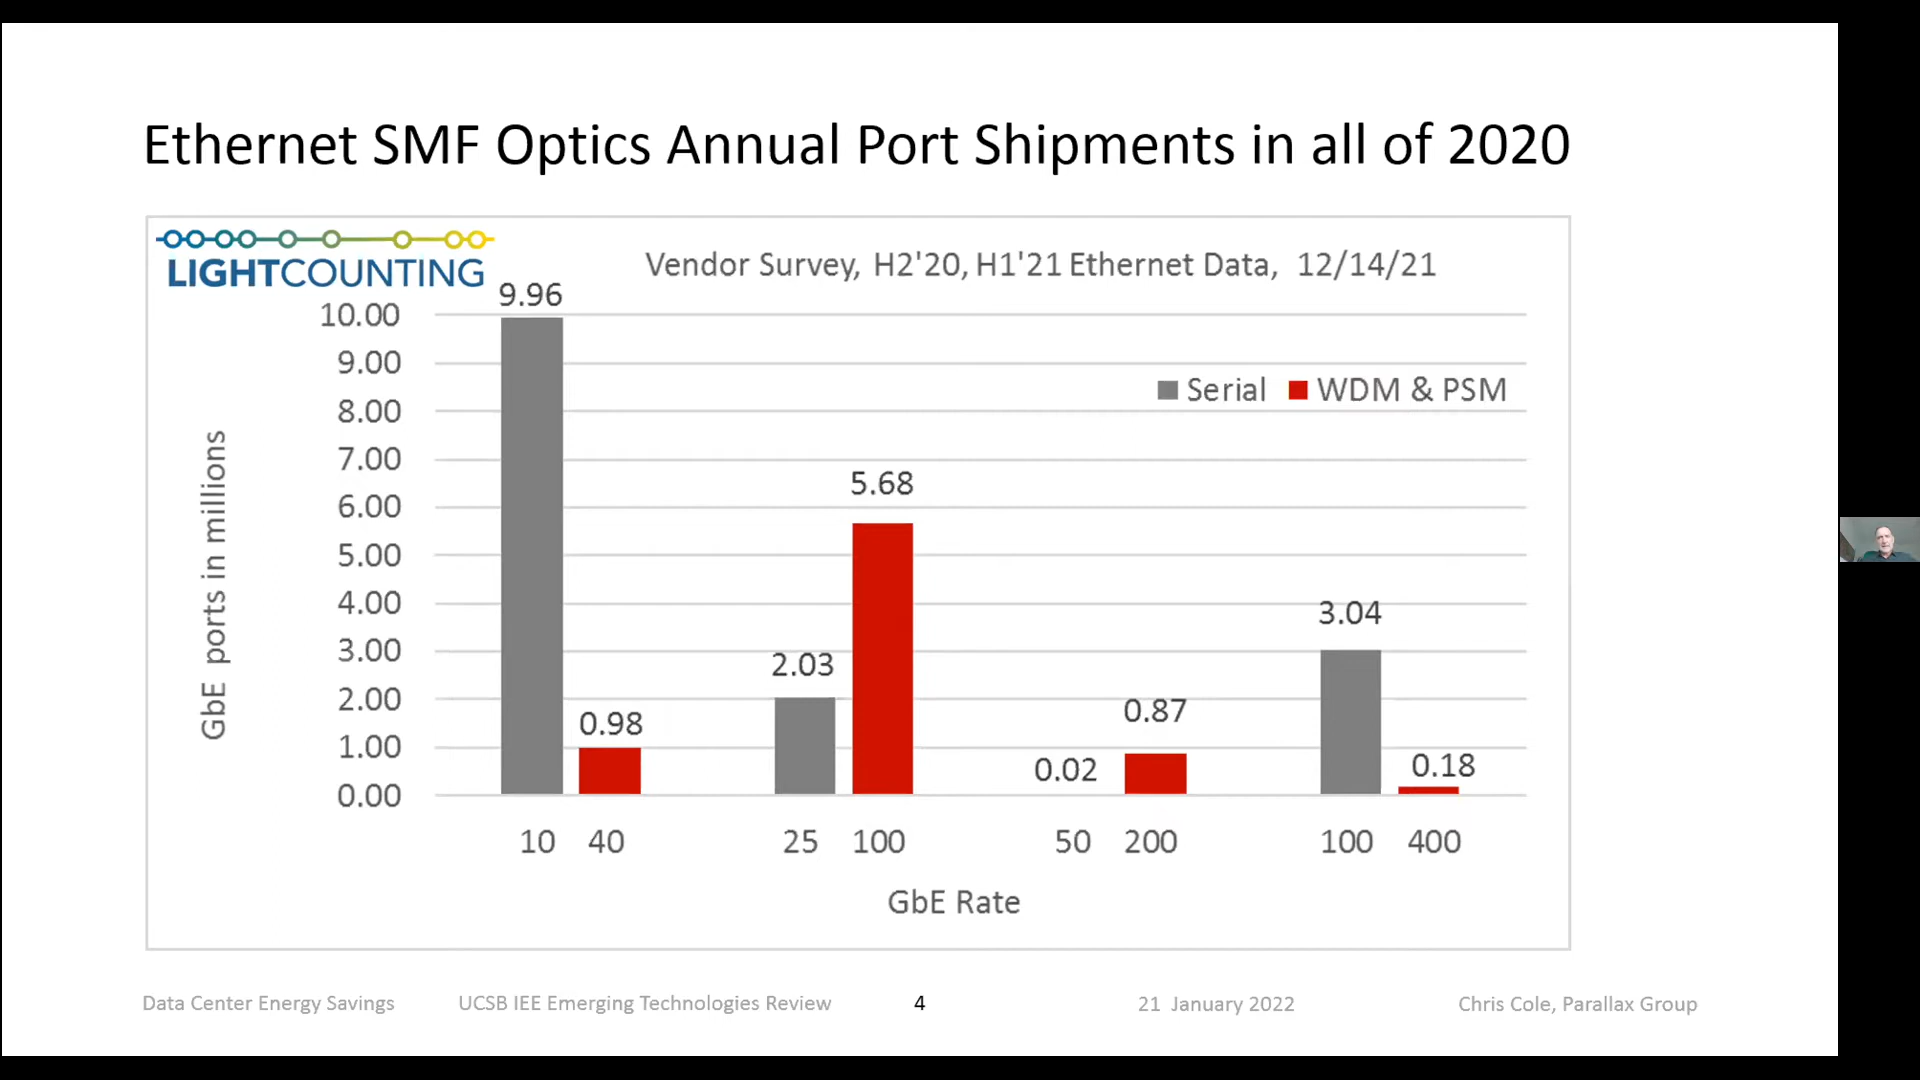 Ethernet SMF Optics Annual Port Shipments in all of 2020
LIGHTCOUNTING
Vendor Survey, H2'20, H1'21 Ethernet Data, 12/14/21
Serial WDM & PSM
GbE ports in millions
10.00
9.00
8.00
7.00
6.00
5.00
4.00
3.00
2.00
1.00
0.00
9.96
0.98
2.03
5.68
0.02
0.87
3.04
0.18
10 40 25 100 50 200 100 400
GbE Rate
Data Center Energy Savings UCSB IEE Emerging Technologies Review 4 21 January 2022 Chris Cole, Parallax Group